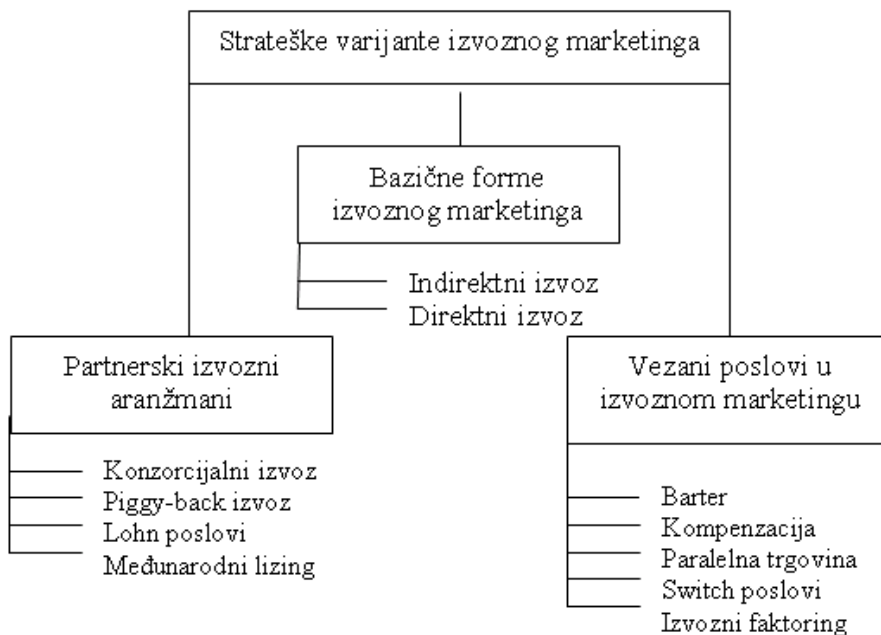 Strateške varijante izvoznog marketinga
Bazične forme
izvoznog marketinga
Indirektni izvoz
Direktni izvoz
Partnerski izvozni
aranžmani
Konzorcijalni izvoz
Piggy-back izvoz
Lohn poslovi
Međunarodni lizing
Vezani poslovi u
izvoznom marketingu
Barter
Kompenzacija
Paralelna trgovina
Switch poslovi
Izvozni faktoring